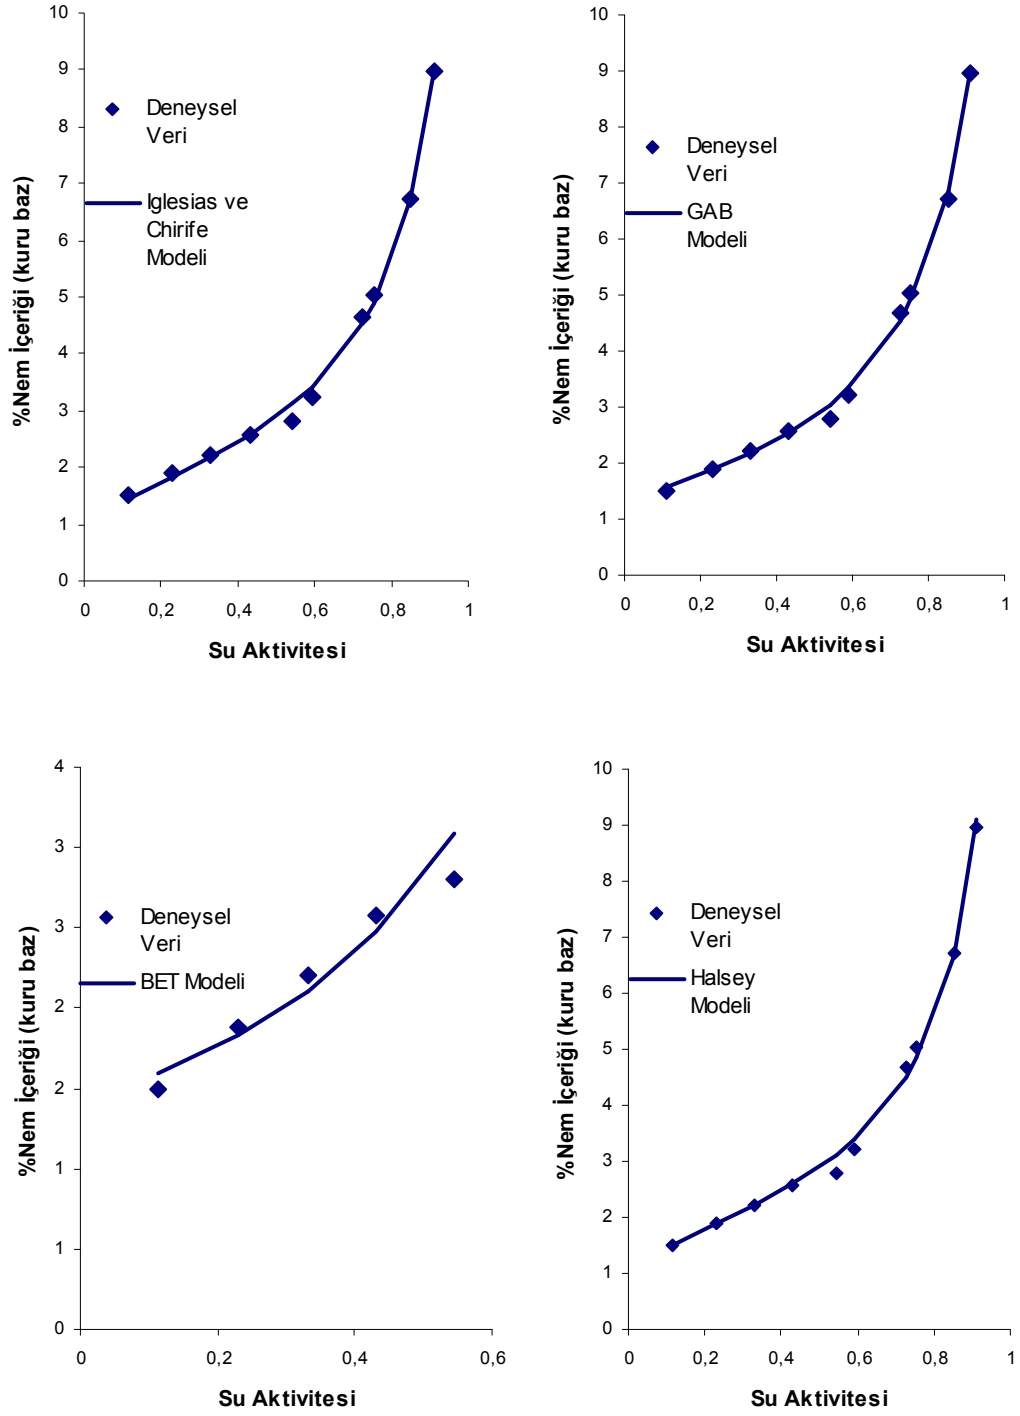 10
9
8
7
6
5
4
3
2
1
0
%Nem İçeriği (kuru baz)
Deneysel
Veri
Iglesias ve
Chirife
Modeli
0 0,2 0,4 0,6 0,8 1
Su Aktivitesi
10
9
8
7
6
5
4
3
2
1
0
%Nem İçeriği (kuru baz)
Deneysel
Veri
GAB
Modeli
0 0,2 0,4 0,6 0,8 1
Su Aktivitesi
4
3
3
2
2
1
1
0
%Nem İçeriği (kuru baz)
Deneysel
Veri
BET Modeli
0 0,2 0,4 0,6
Su Aktivitesi
10
9
8
7
6
5
4
3
2
1
0
%Nem İçeriği (kuru baz)
Deneysel
Veri
Halsey
Modeli
0 0,2 0,4 0,6 0,8 1
Su Aktivitesi